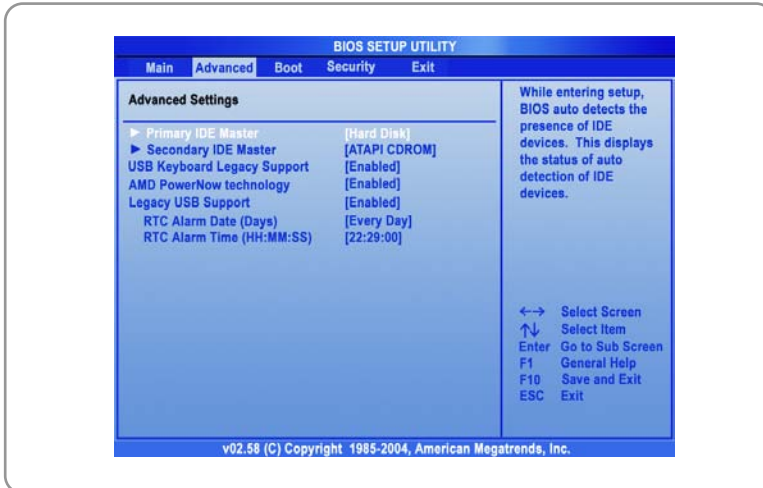 BIOS SETUP UTILITY
Main Advanced Boot Security Exit
Advanced Settings
► Primary IDE Master [Hard Disk]
► Secondary IDE Master [ATAPI CDROM]
USB Keyboard Legacy Support [Enabled]
AMD PowerNow technology [Enabled]
Legacy USB Support [Enabled]
RTC Alarm Date (Days) [Every Day]
RTC Alarm Time (HH:MM:SS) [22:29:00]
While entering setup,
BIOS auto detects the
presence of IDE
devices. This displays
the status of auto
detection of IDE
devices.
←→ Select Screen
↑↓ Select Item
Enter Go to Sub Screen
F1 General Help
F10 Save and Exit
ESC Exit
v02.58 (C) Copyright 1985-2004, American Megatrends, Inc.